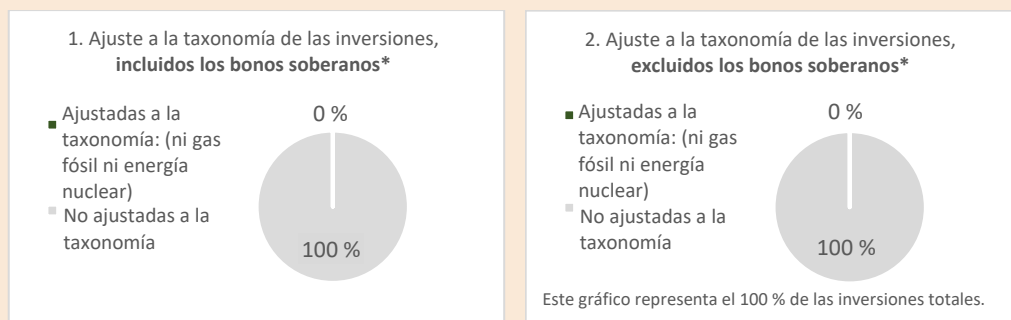 1. Ajuste a la taxonomía de las inversiones,
incluidos los bonos soberanos*
Ajustadas a la
taxonomía: (ni gas
fósil ni energía
nuclear)
No ajustadas a la
taxonomía
0 %
100 %
2. Ajuste a la taxonomía de las inversiones,
excluidos los bonos soberanos*
Ajustadas a la
taxonomía: (ni gas
fósil ni energía
nuclear)
No ajustadas a la
taxonomía
0 %
100 %
Este gráfico representa el 100 % de las inversiones totales.